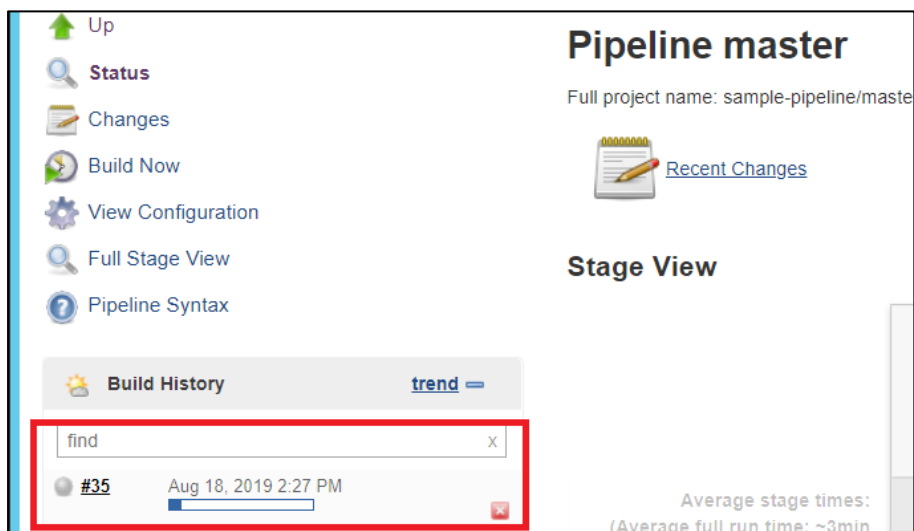 Up
Status
Changes
Build Now
View Configuration
Full Stage View
Pipeline Syntax
Build History trend
find x
#35 Aug 18, 2019 2:27 PM
Pipeline master
Full project name: sample-pipeline/maste
Recent Changes
Stage View
Average stage times:
(Average full run time: ~3min